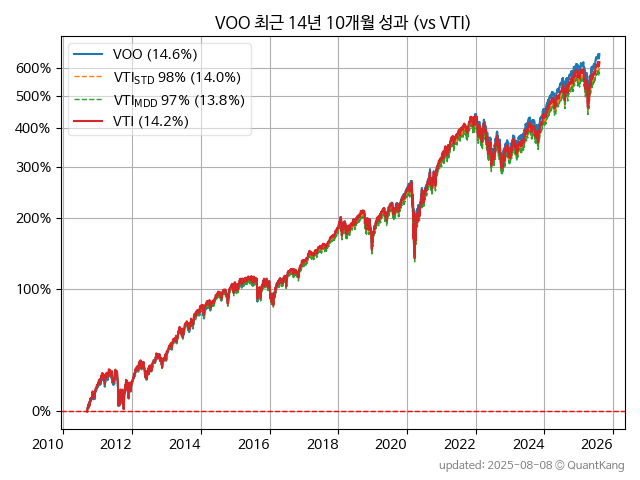 VOO 최근 14년 10개월 성과 (vs VTI)
VOO (14.6%)
VTI_STD 98% (14.0%)
VTI_MDD 97% (13.8%)
VTI (14.2%)
600%
500%
400%
300%
200%
100%
0%
2010 2012 2014 2016 2018 2020 2022 2024 2026
updated: 2025-08-08 © QuantKang